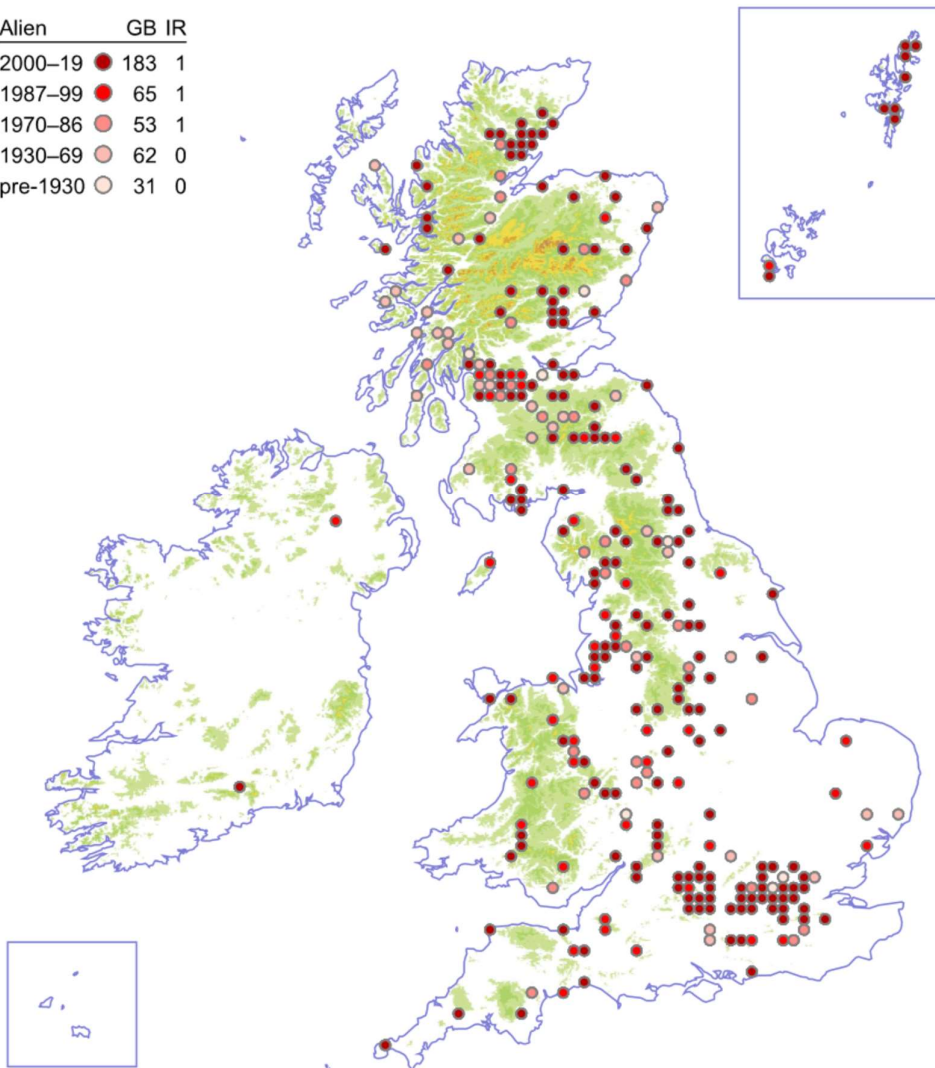 Alien GB IR
2000–19 183 1
1987–99 65 1
1970–86 53 1
1930–69 62 0
pre-1930 31 0